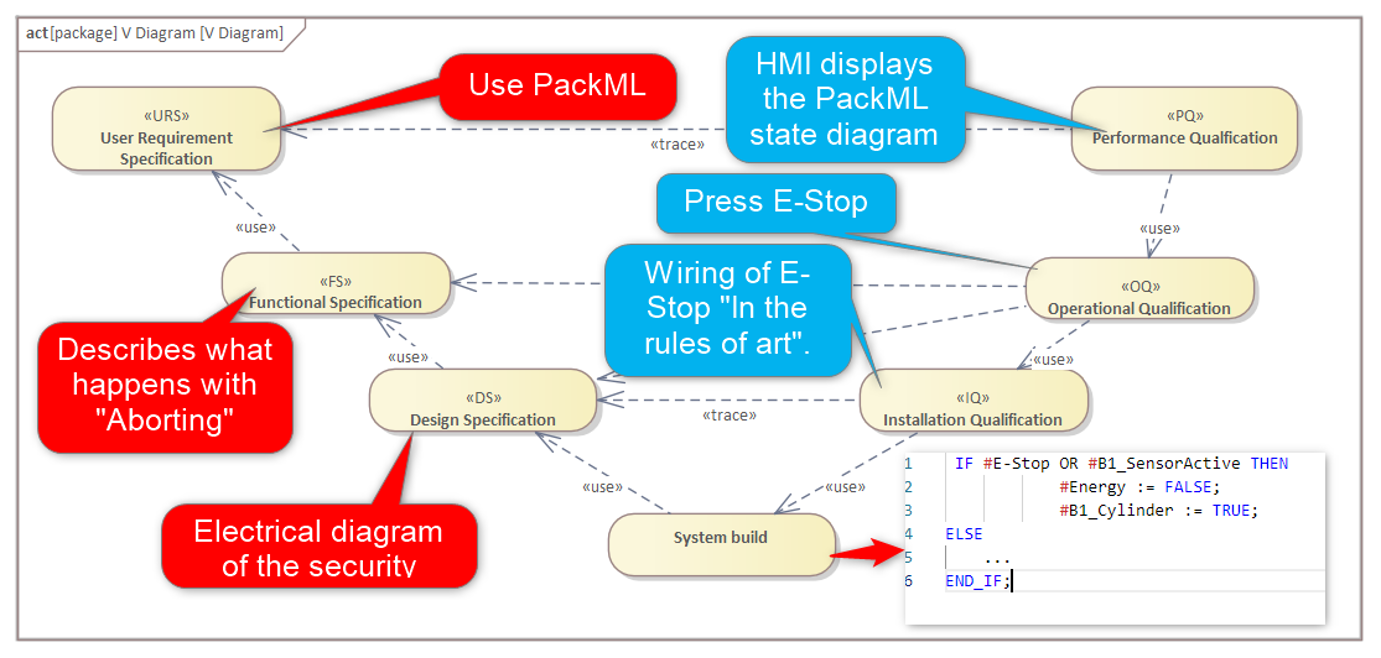 act [package] V Diagram [V Diagram]
Use PackML
HMI displays
the PackML
state diagram
«URS»
User Requirement
Specification
«trace»
«PQ»
Performance Qualfication
Press E-Stop
«use»
«use»
Wiring of E-
Stop "In the
rules of art".
«FS»
Functional Specification
«OQ»
Operational Qualification
Describes what
happens with
"Aborting"
«use»
«use»
«DS»
Design Specification
«trace»
«IQ»
Installation Qualification
«use»
«use»
Electrical diagram
of the security
System build
1 IF #E-Stop OR #B1_SensorActive THEN
2 #Energy := FALSE;
3 #B1_Cylinder := TRUE;
4 ELSE
5 ...
6 END_IF;